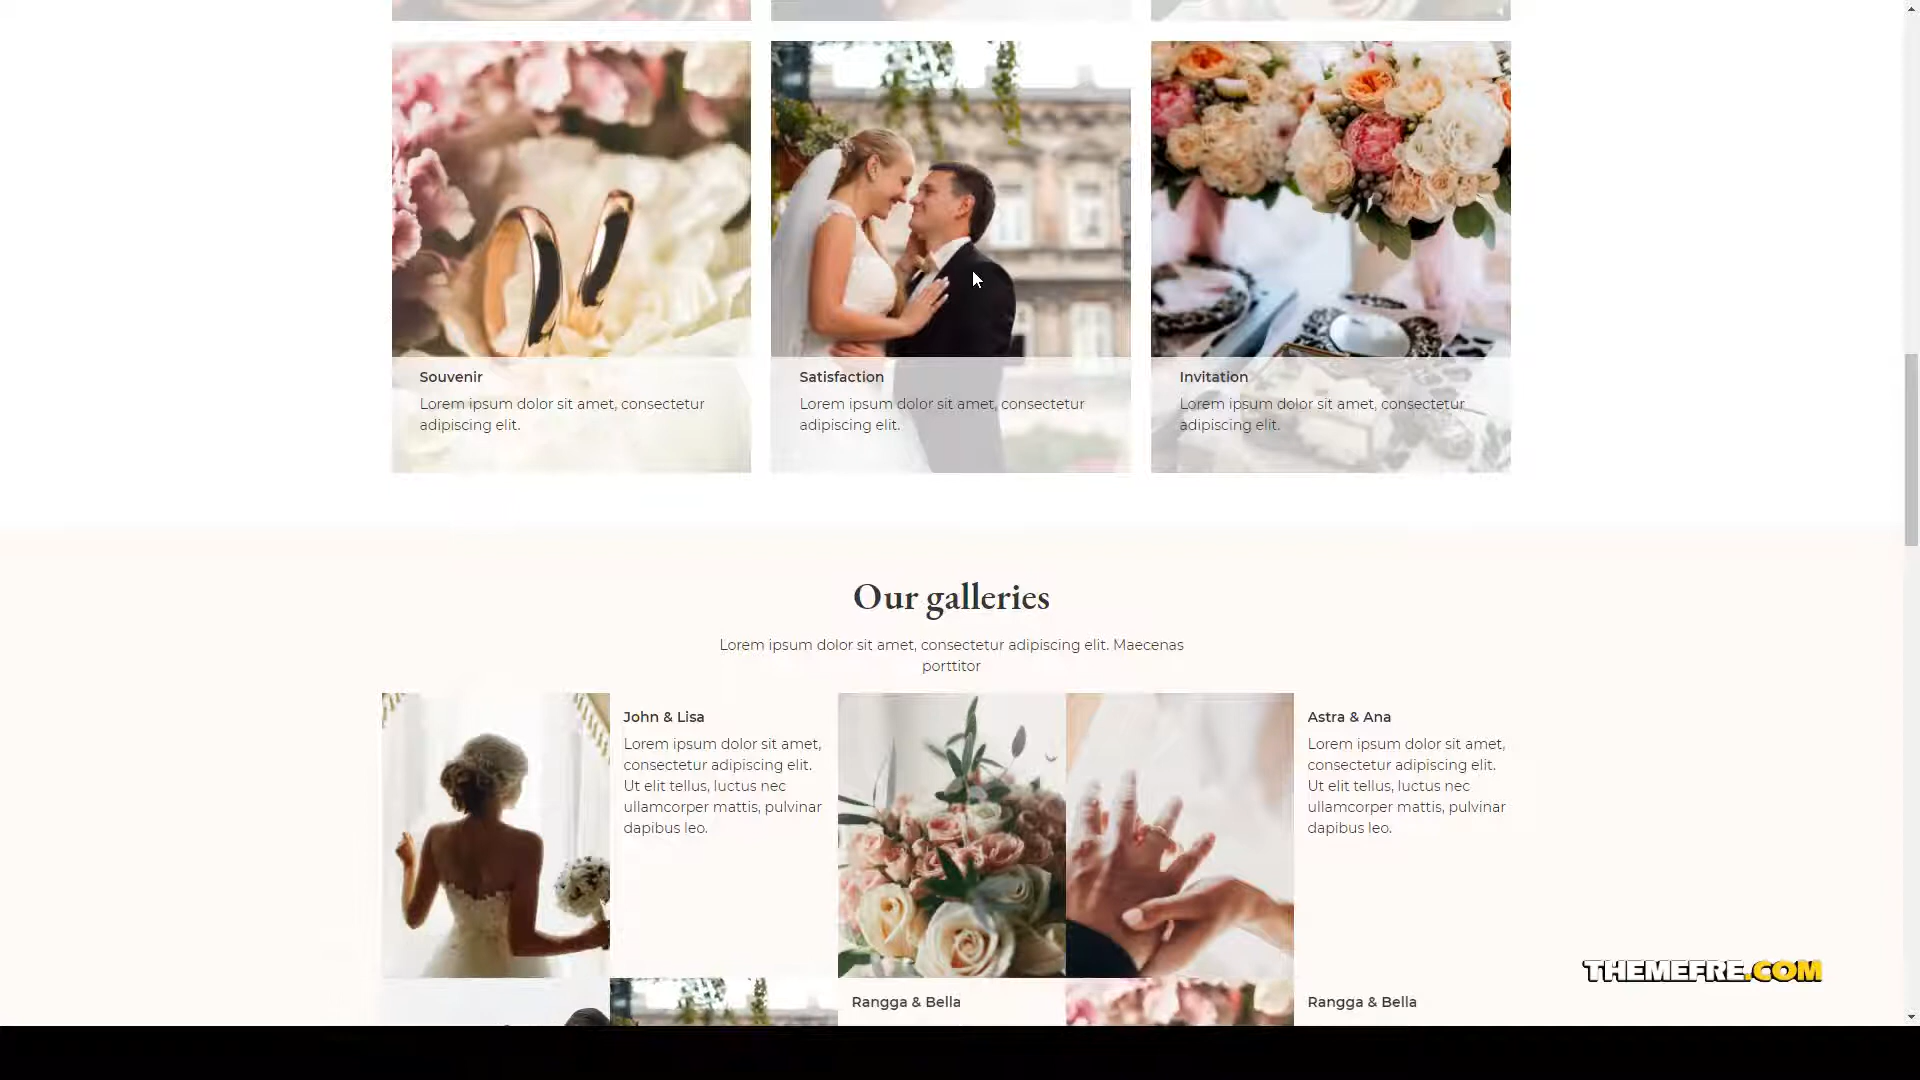 Souvenir
Lorem ipsum dolor sit amet, consectetur
adipiscing elit.
Satisfaction
Lorem ipsum dolor sit amet, consectetur
adipiscing elit.
Invitation
Lorem ipsum dolor sit amet, consectetur
adipiscing elit.
Our galleries
Lorem ipsum dolor sit amet, consectetur adipiscing elit. Maecenas
porttitor
John & Lisa
Lorem ipsum dolor sit amet,
consectetur adipiscing elit.
Ut elit tellus, luctus nec
ullamcorper mattis, pulvinar
dapibus leo.
Astra & Ana
Lorem ipsum dolor sit amet,
consectetur adipiscing elit.
Ut elit tellus, luctus nec
ullamcorper mattis, pulvinar
dapibus leo.
Rangga & Bella
Rangga & Bella
THEMEFRE.COM